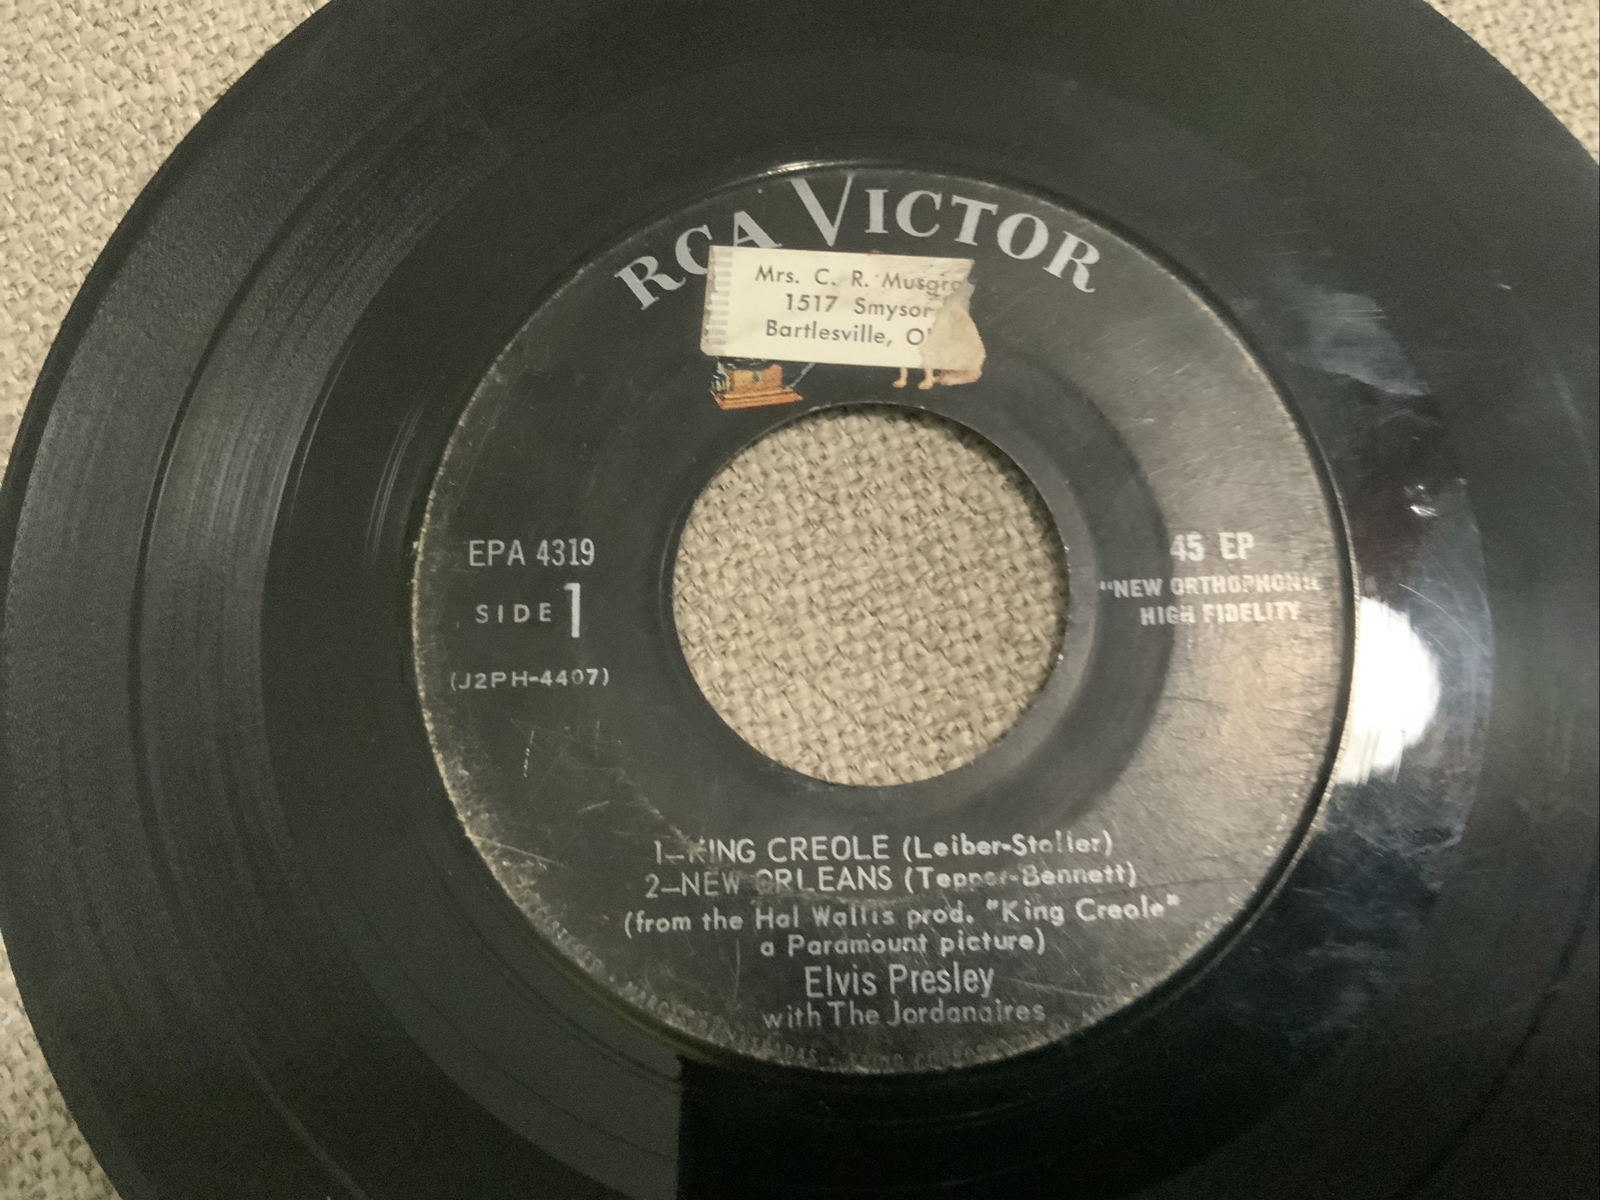 RCA VICTOR
Mrs. C. R. Musgra
1517 Smysor
Bartlesville, O
EPA 4319
SIDE 1
(J2PH-4407)
45 EP
"NEW ORTHOPHONIC"
HIGH FIDELITY
1—KING CREOLE (Leiber-Stoller)
2—NEW ORLEANS (Tepper-Bennett)
(from the Hal Wallis prod. "King Creole"
a Paramount picture)
Elvis Presley
with The Jordanaires